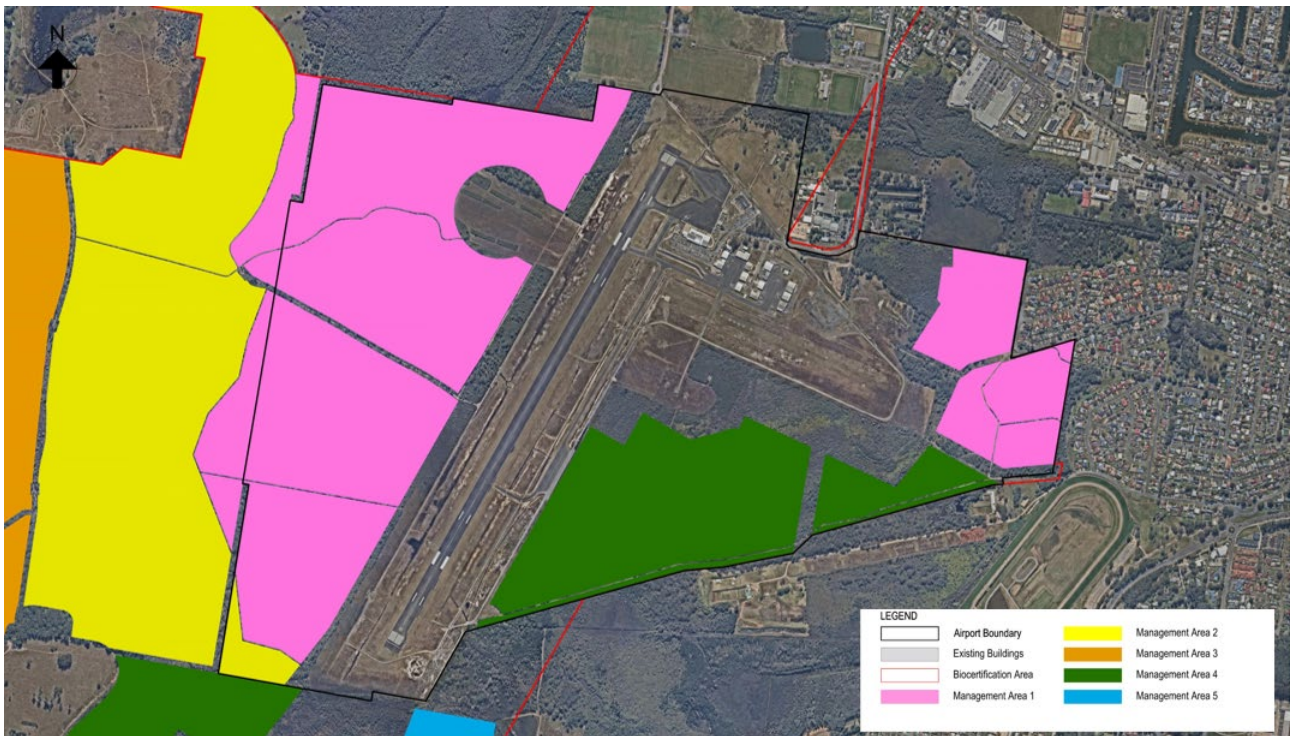 N
LEGEND
Airport Boundary
Existing Buildings
Biocertification Area
Management Area 1
Management Area 2
Management Area 3
Management Area 4
Management Area 5